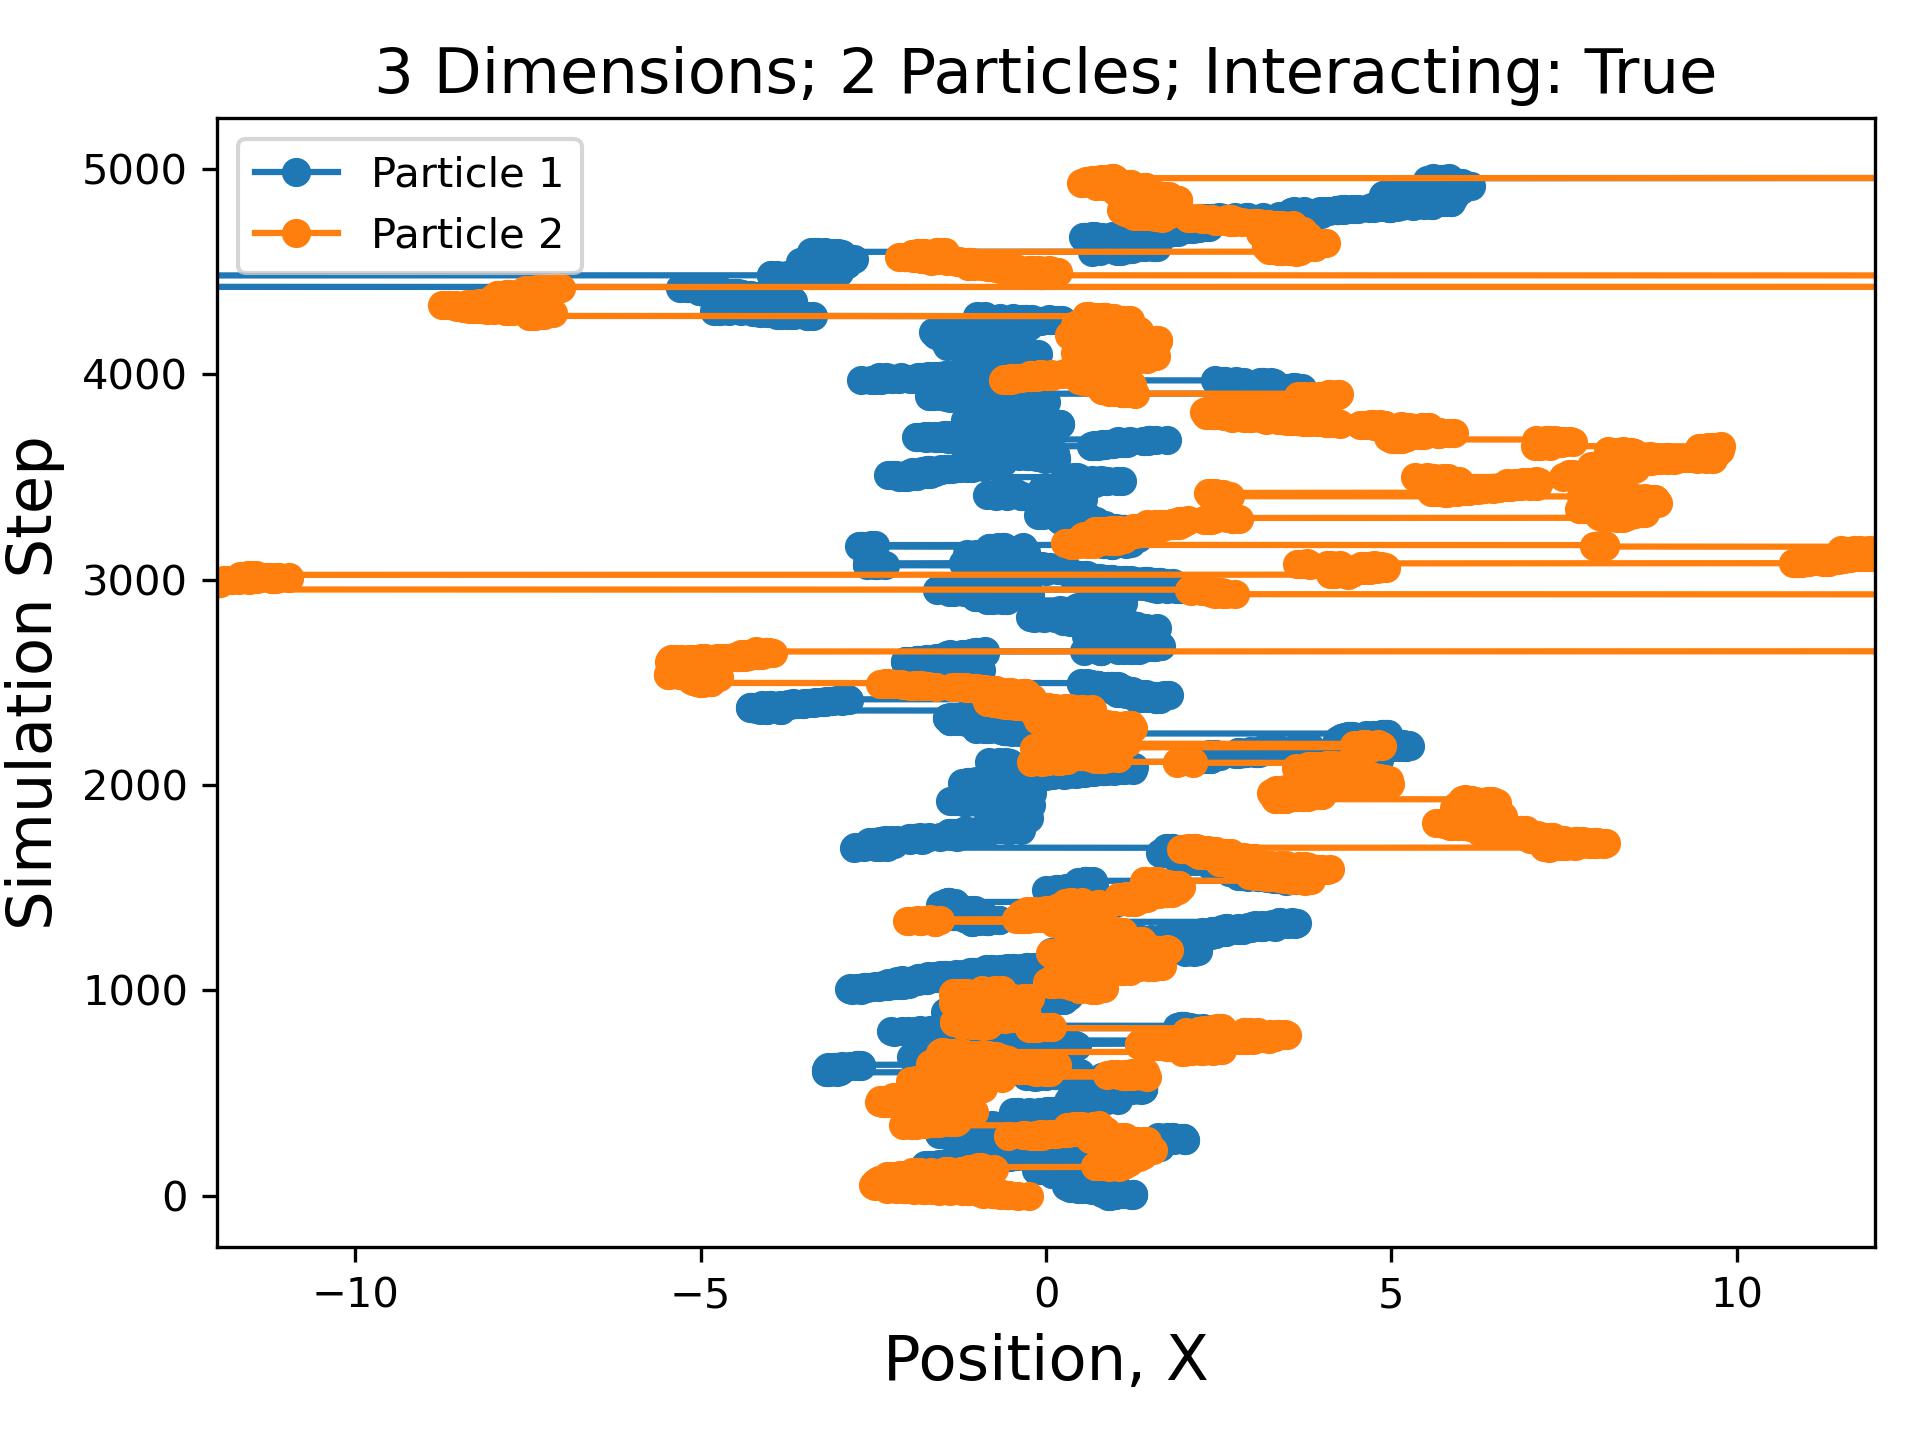 3 Dimensions; 2 Particles; Interacting: True
Particle 1
Particle 2
Simulation Step
5000
4000
3000
2000
1000
0
−10
−5
0
5
10
Position, X